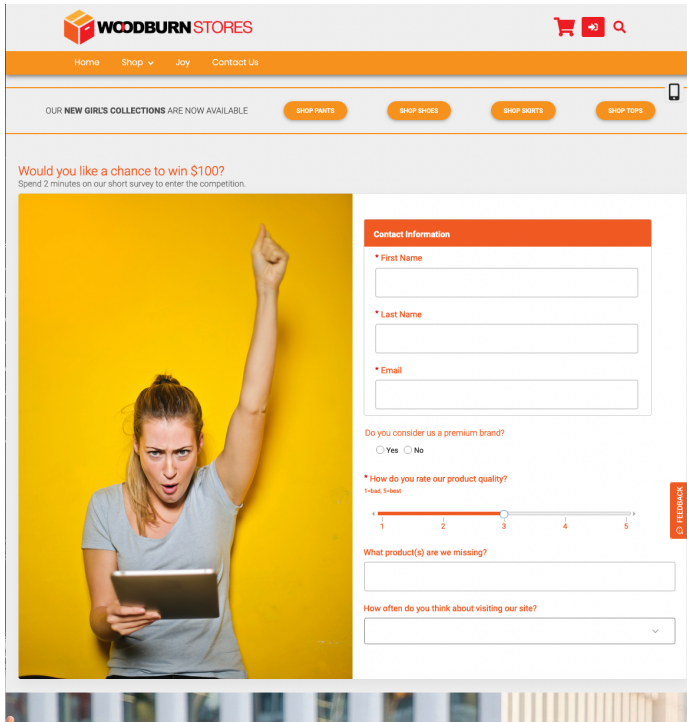 WOODBURN STORES
Home Shop Joy Contact Us
OUR NEW GIRL'S COLLECTIONS ARE NOW AVAILABLE
SHOP PANTS SHOP SHOES SHOP SKIRTS SHOP TOPS
Would you like a chance to win $100?
Spend 2 minutes on our short survey to enter the competition.
Contact Information
* First Name
* Last Name
* Email
Do you consider us a premium brand?
Yes No
* How do you rate our product quality?
1=bad, 5=best
1 2 3 4 5
What product(s) are we missing?
How often do you think about visiting our site?
FEEDBACK